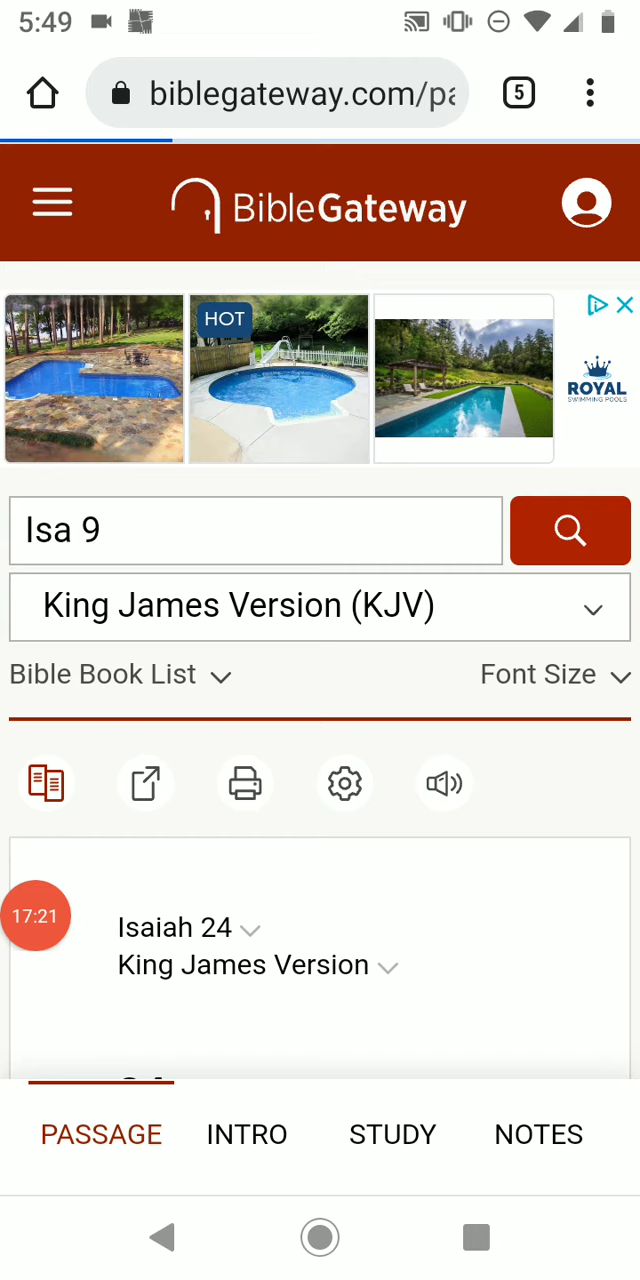 5:49
biblegateway.com/pa
5
BibleGateway
HOT
ROYAL
SWIMMING POOLS
Isa 9
King James Version (KJV)
Bible Book List
Font Size
17:21
Isaiah 24
King James Version
PASSAGE
INTRO
STUDY
NOTES